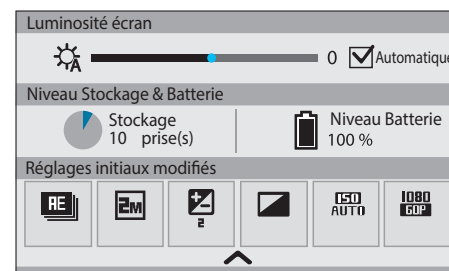 Luminosité écran
A 0 Automatique
Niveau Stockage & Batterie
Stockage Niveau Batterie
10 prise(s) 100 %
Réglages initiaux modifiés
AE 2M ISO AUTO 1080 60P
2